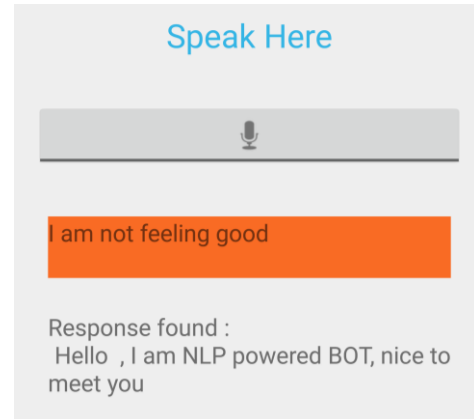 Speak Here
I am not feeling good
Response found :
Hello  , I am NLP powered BOT, nice to
meet you